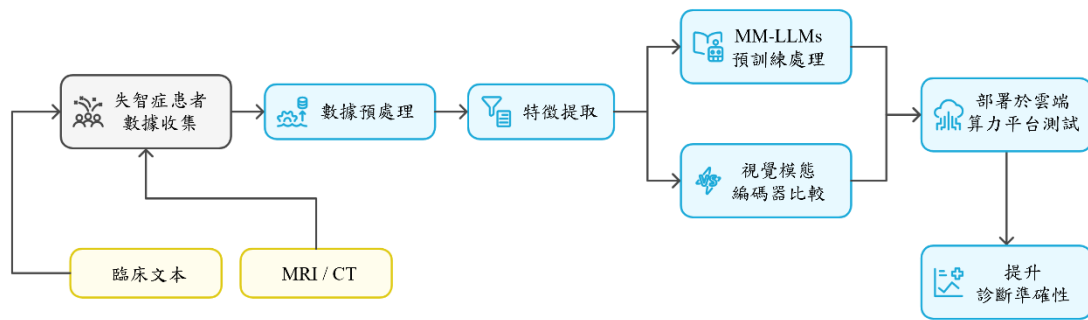 失智症患者
數據收集
數據預處理
特徵提取
MM-LLMs
預訓練處理
VS
視覺模態
編碼器比較
部署於雲端
算力平台測試
提升
診斷準確性
臨床文本
MRI / CT